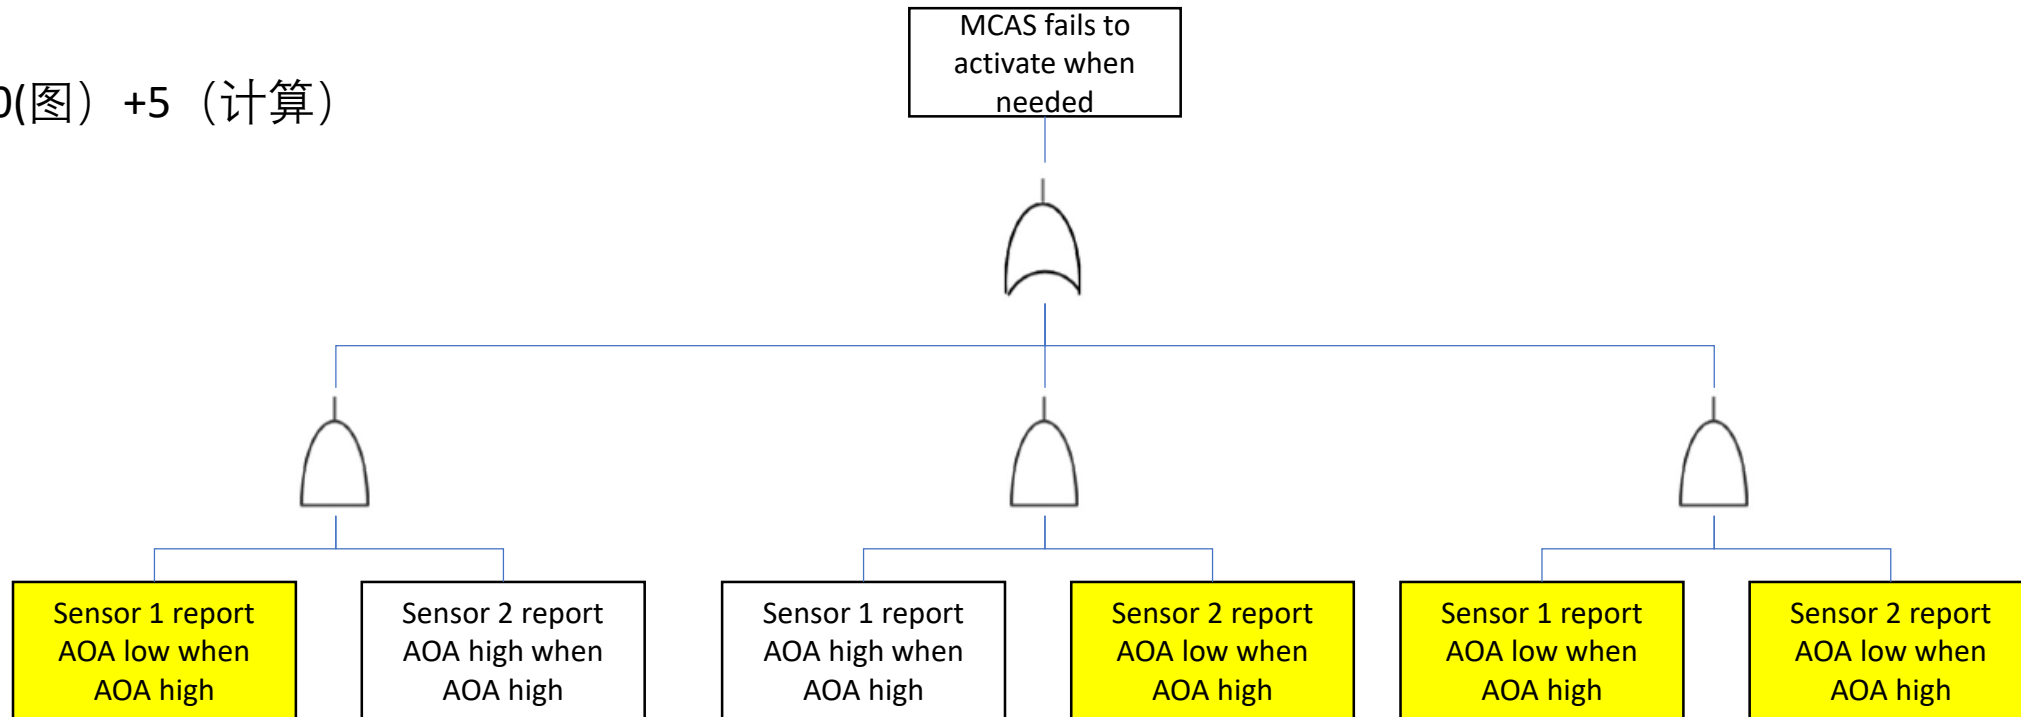 MCAS fails to
activate when
needed
0(图）+5（计算）
Sensor 1 report
AOA low when
AOA high
Sensor 2 report
AOA high when
AOA high
Sensor 1 report
AOA high when
AOA high
Sensor 2 report
AOA low when
AOA high
Sensor 1 report
AOA low when
AOA high
Sensor 2 report
AOA low when
AOA high